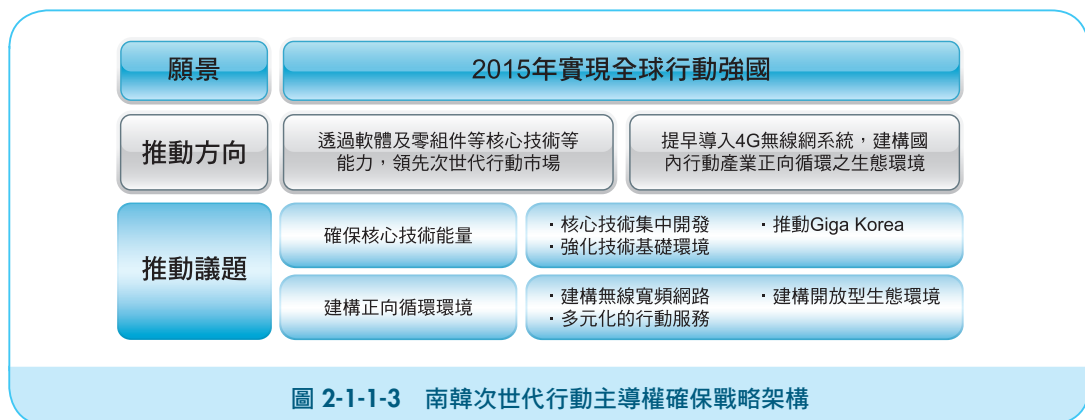 願景
2015年實現全球行動強國
推動方向
透過軟體及零組件等核心技術等
能力，領先次世代行動市場
提早導入4G無線網系統，建構國
內行動產業正向循環之生態環境
推動議題
確保核心技術能量
．核心技術集中開發
．強化技術基礎環境
．推動Giga Korea
建構正向循環環境
．建構無線寬頻網路
．多元化的行動服務
．建構開放型生態環境
圖 2-1-1-3 南韓次世代行動主導權確保戰略架構